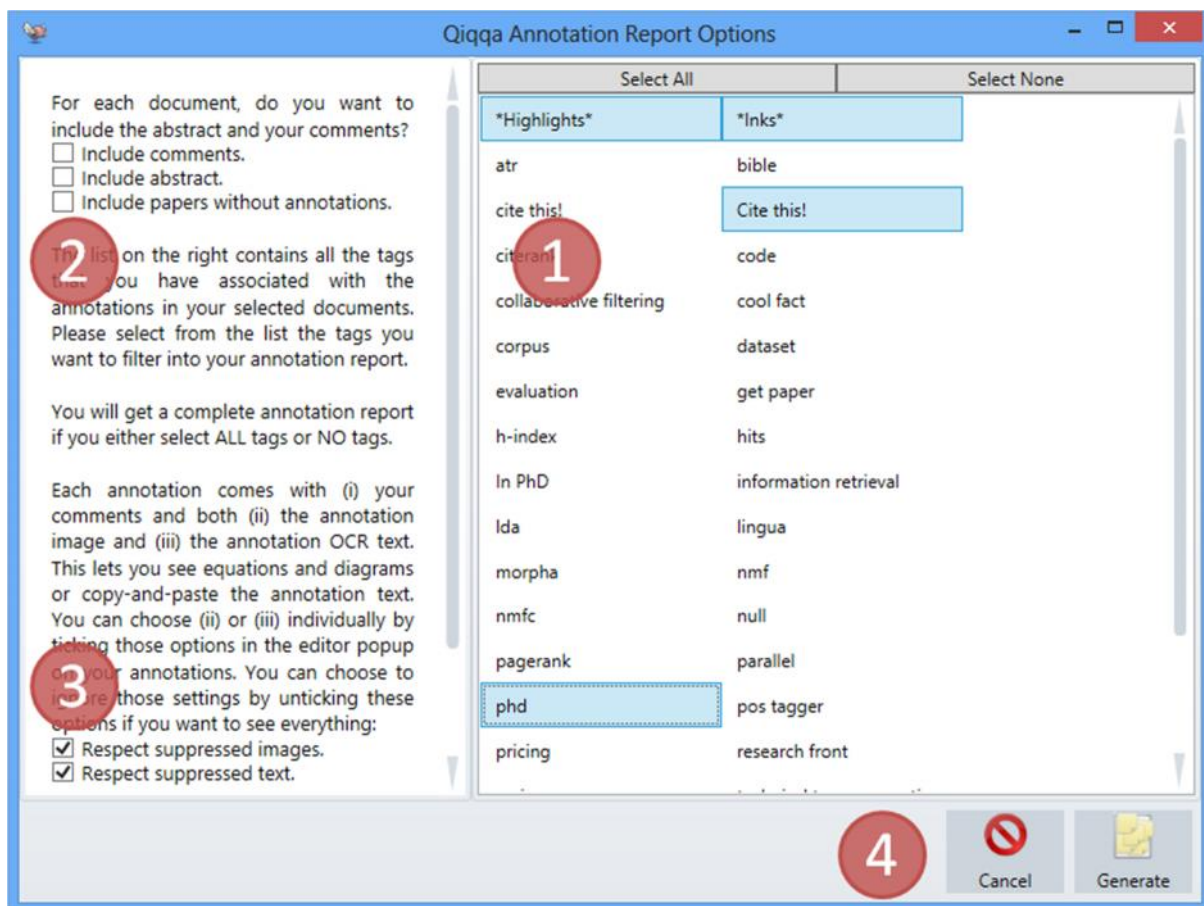 Qiqqa Annotation Report Options
For each document, do you want to
include the abstract and your comments?
Include comments.
Include abstract.
Include papers without annotations.
2
The list on the right contains all the tags
that you have associated with the
annotations in your selected documents.
Please select from the list the tags you
want to filter into your annotation report.
You will get a complete annotation report
if you either select ALL tags or NO tags.
Each annotation comes with (i) your
comments and both (ii) the annotation
image and (iii) the annotation OCR text.
This lets you see equations and diagrams
or copy-and-paste the annotation text.
You can choose (ii) or (iii) individually by
ticking those options in the editor popup
on your annotations. You can choose to
3
ignore those settings by unticking these
options if you want to see everything:
Respect suppressed images.
Respect suppressed text.
Select All Select None
*Highlights* *Inks*
atr bible
cite this! Cite this!
1
citerank code
collaborative filtering cool fact
corpus dataset
evaluation get paper
h-index hits
In PhD information retrieval
lda lingua
morpha nmf
nmfc null
pagerank parallel
phd pos tagger
pricing research front
4
Cancel Generate